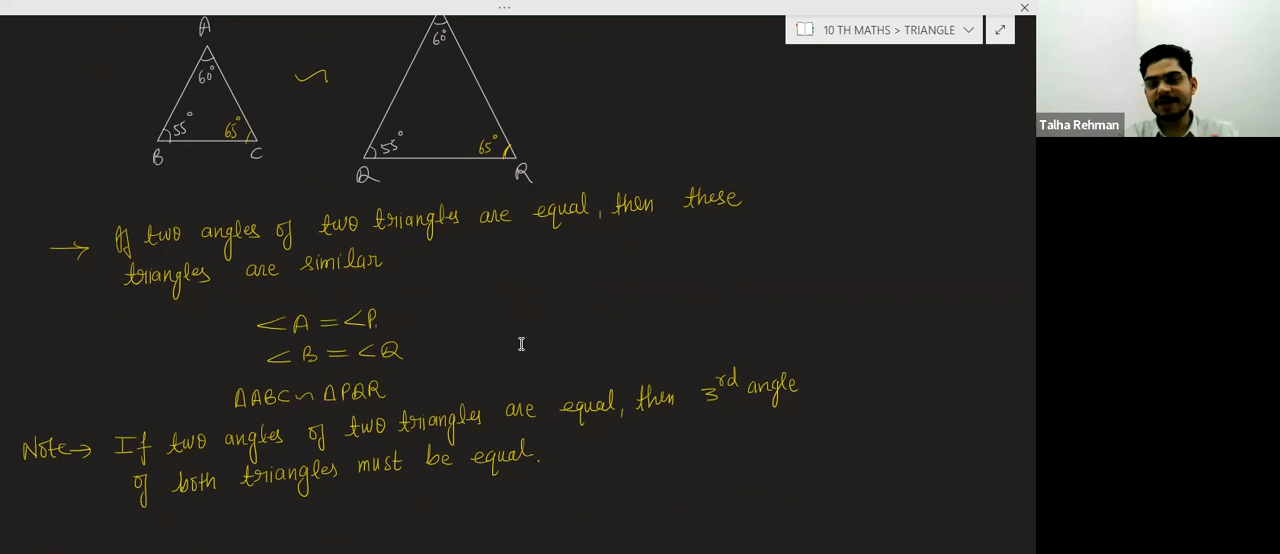 10 TH MATHS > TRIANGLE
Talha Rehman
A
60°
55°
65°
B
C
∽
60°
55°
65°
Q
R
→ If two angles of two triangles are equal, then these
triangles are similar
∠A = ∠P
∠B = ∠Q
ΔABC ∽ ΔPQR
Note → If two angles of two triangles are equal, then 3rd angle
of both triangles must be equal.